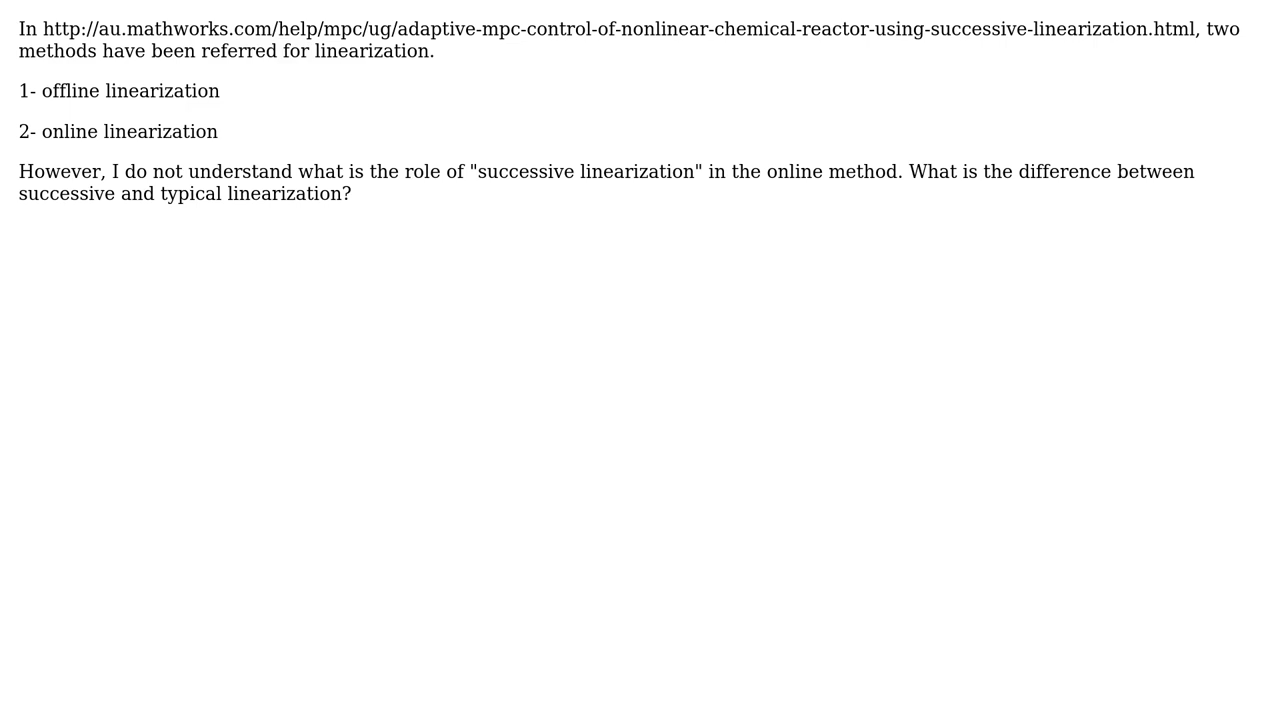 In http://au.mathworks.com/help/mpc/ug/adaptive-mpc-control-of-nonlinear-chemical-reactor-using-successive-linearization.html, two
methods have been referred for linearization.
1- offline linearization
2- online linearization
However, I do not understand what is the role of "successive linearization" in the online method. What is the difference between
successive and typical linearization?